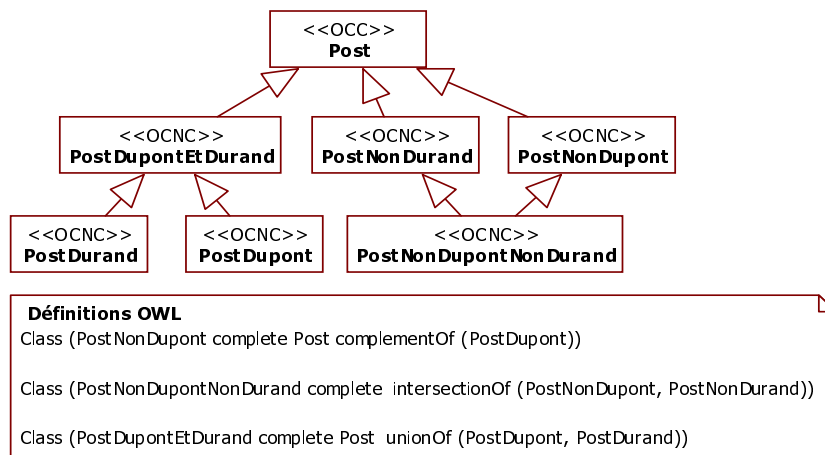 <<OCC>>
Post
<<OCNC>>
PostDupontEtDurand
<<OCNC>>
PostNonDurand
<<OCNC>>
PostNonDupont
<<OCNC>>
PostDurand
<<OCNC>>
PostDupont
<<OCNC>>
PostNonDupontNonDurand
Définitions OWL
Class (PostNonDupont complete Post complementOf (PostDupont))
Class (PostNonDupontNonDurand complete intersectionOf (PostNonDupont, PostNonDurand))
Class (PostDupontEtDurand complete Post unionOf (PostDupont, PostDurand))